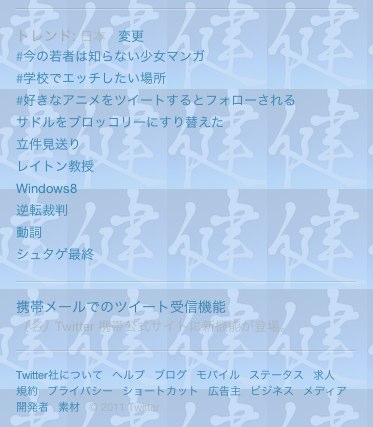 トレンド: 日本 変更
#今の若者は知らない少女マンガ
#学校でエッチしたい場所
#好きなアニメをツイートするとフォローされる
サドルをブロッコリーにすり替えた
立件見送り
レイトン教授
Windows8
逆転裁判
動詞
シュタゲ最終
携帯メールでのツイート受信機能
Twitter 携帯公式サイトに新機能が登場。
Twitter社について ヘルプ ブログ モバイル ステータス 求人
規約 プライバシー ショートカット 広告主 ビジネス メディア
開発者 素材 © 2011 Twitter